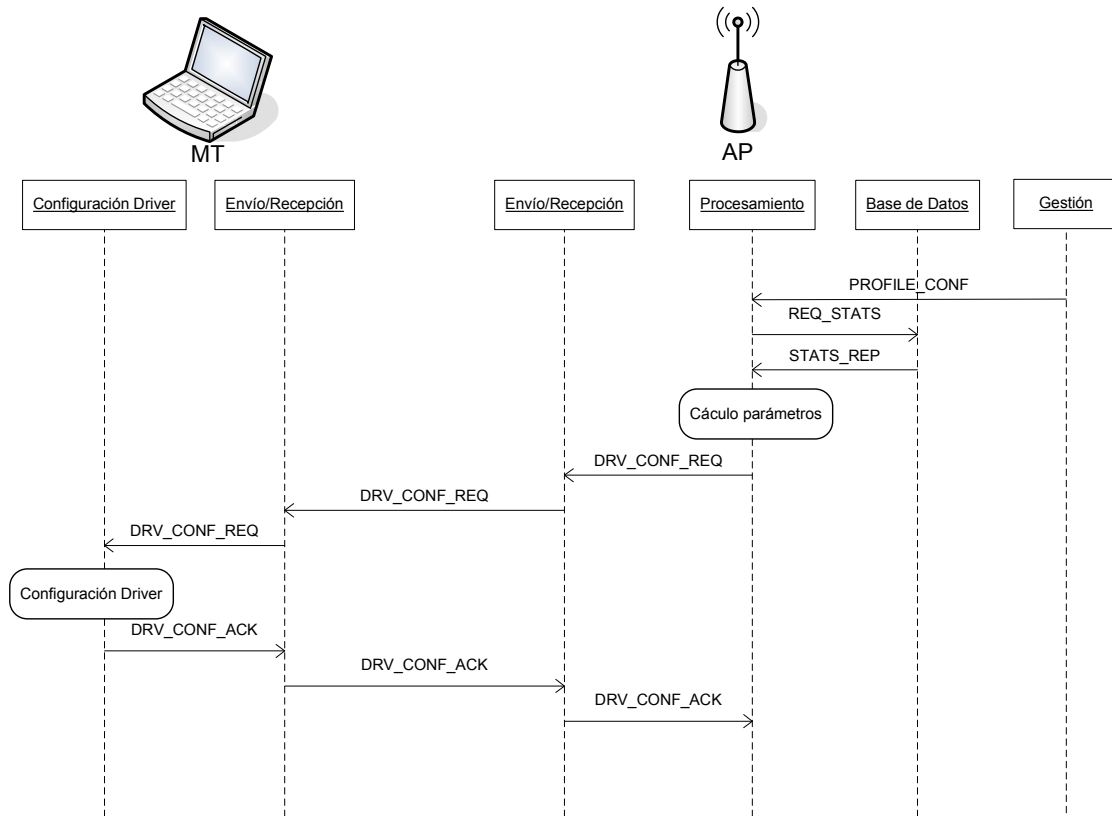 MT
AP
Configuración Driver
Envío/Recepción
Envío/Recepción
Procesamiento
Base de Datos
Gestión
PROFILE_CONF
REQ_STATS
STATS_REP
Cáculo parámetros
DRV_CONF_REQ
DRV_CONF_REQ
DRV_CONF_REQ
Configuración Driver
DRV_CONF_ACK
DRV_CONF_ACK
DRV_CONF_ACK